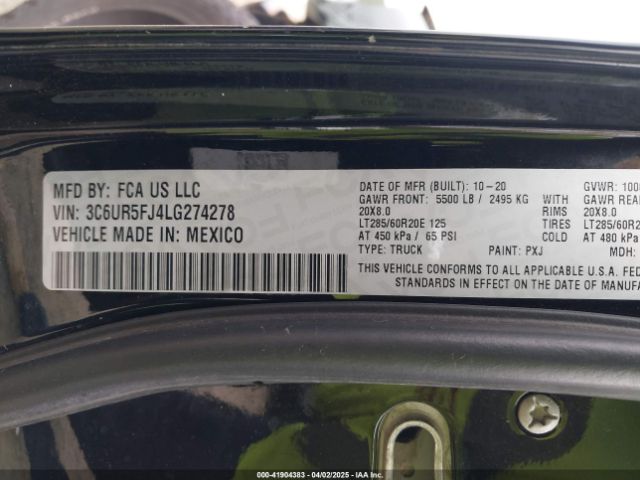 MFD BY: FCA US LLC
VIN: 3C6UR5FJ4LG274278
VEHICLE MADE IN: MEXICO
DATE OF MFR (BUILT): 10-20 GVWR: 100
GAWR FRONT: 5500 LB/ 2495 KG WITH GAWR REAR
20X8.0 RIMS 20X8.0
LT285/60R20E 125 TIRES LT285/60R2
AT 450 kPa/ 65 PSI COLD AT 480 kPa
TYPE: TRUCK PAINT: PXJ MDH:
THIS VEHICLE CONFORMS TO ALL APPLICABLE U.S.A. FED
STANDARDS IN EFFECT ON THE DATE OF MANUFA
000-41904383 04/02/2025 - IAA Inc.